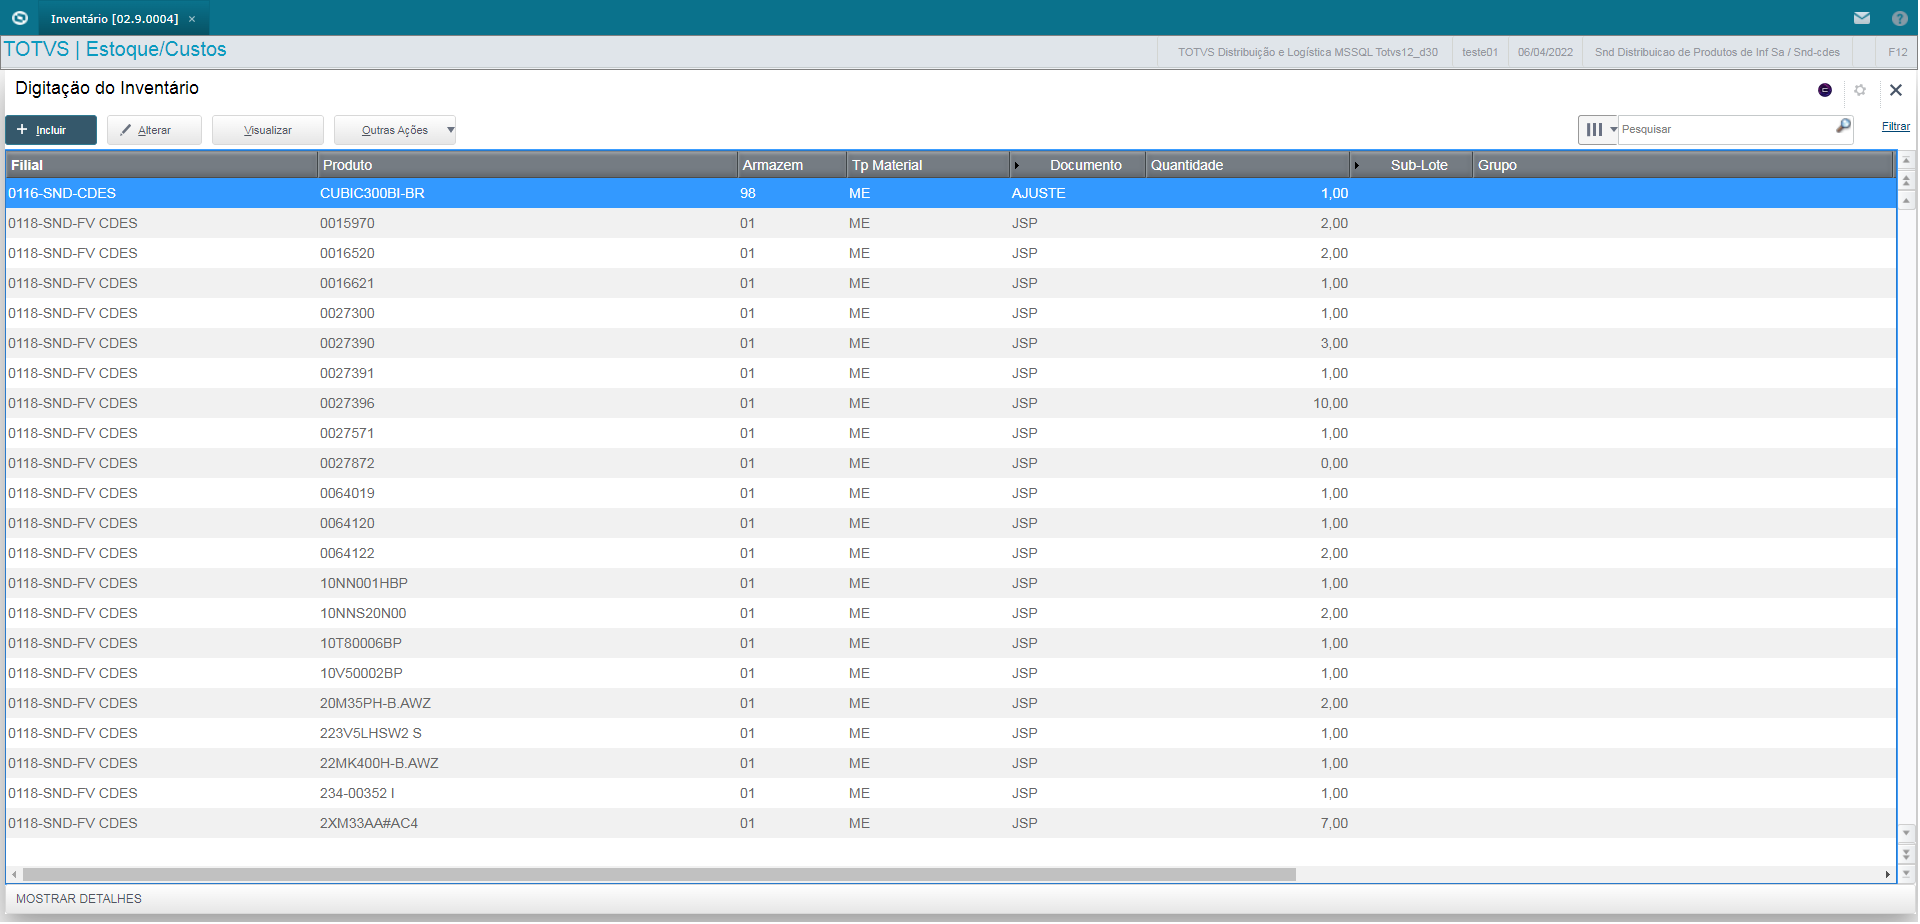 Inventário [02.9.0004] ×
TOTVS | Estoque/Custos
TOTVS Distribuição e Logística MSSQL Totvs12_d30 teste01 06/04/2022 Snd Distribuicao de Produtos de Inf Sa / Snd-cdes F12
Digitação do Inventário
+ Incluir Alterar Visualizar Outras Ações Pesquisar Filtrar
Filial Produto Armazem Tp Material Documento Quantidade Sub-Lote Grupo
0116-SND-CDES CUBIC300BI-BR 98 ME AJUSTE 1,00
0118-SND-FV CDES 0015970 01 ME JSP 2,00
0118-SND-FV CDES 0016520 01 ME JSP 2,00
0118-SND-FV CDES 0016621 01 ME JSP 1,00
0118-SND-FV CDES 0027300 01 ME JSP 1,00
0118-SND-FV CDES 0027390 01 ME JSP 3,00
0118-SND-FV CDES 0027391 01 ME JSP 1,00
0118-SND-FV CDES 0027396 01 ME JSP 10,00
0118-SND-FV CDES 0027571 01 ME JSP 1,00
0118-SND-FV CDES 0027872 01 ME JSP 0,00
0118-SND-FV CDES 0064019 01 ME JSP 1,00
0118-SND-FV CDES 0064120 01 ME JSP 1,00
0118-SND-FV CDES 0064122 01 ME JSP 2,00
0118-SND-FV CDES 10NN001HBP 01 ME JSP 1,00
0118-SND-FV CDES 10NNS20N00 01 ME JSP 2,00
0118-SND-FV CDES 10T80006BP 01 ME JSP 1,00
0118-SND-FV CDES 10V50002BP 01 ME JSP 1,00
0118-SND-FV CDES 20M35PH-B.AWZ 01 ME JSP 2,00
0118-SND-FV CDES 223V5LHSW2 S 01 ME JSP 1,00
0118-SND-FV CDES 22MK400H-B.AWZ 01 ME JSP 1,00
0118-SND-FV CDES 234-00352 I 01 ME JSP 1,00
0118-SND-FV CDES 2XM33AA#AC4 01 ME JSP 7,00
MOSTRAR DETALHES